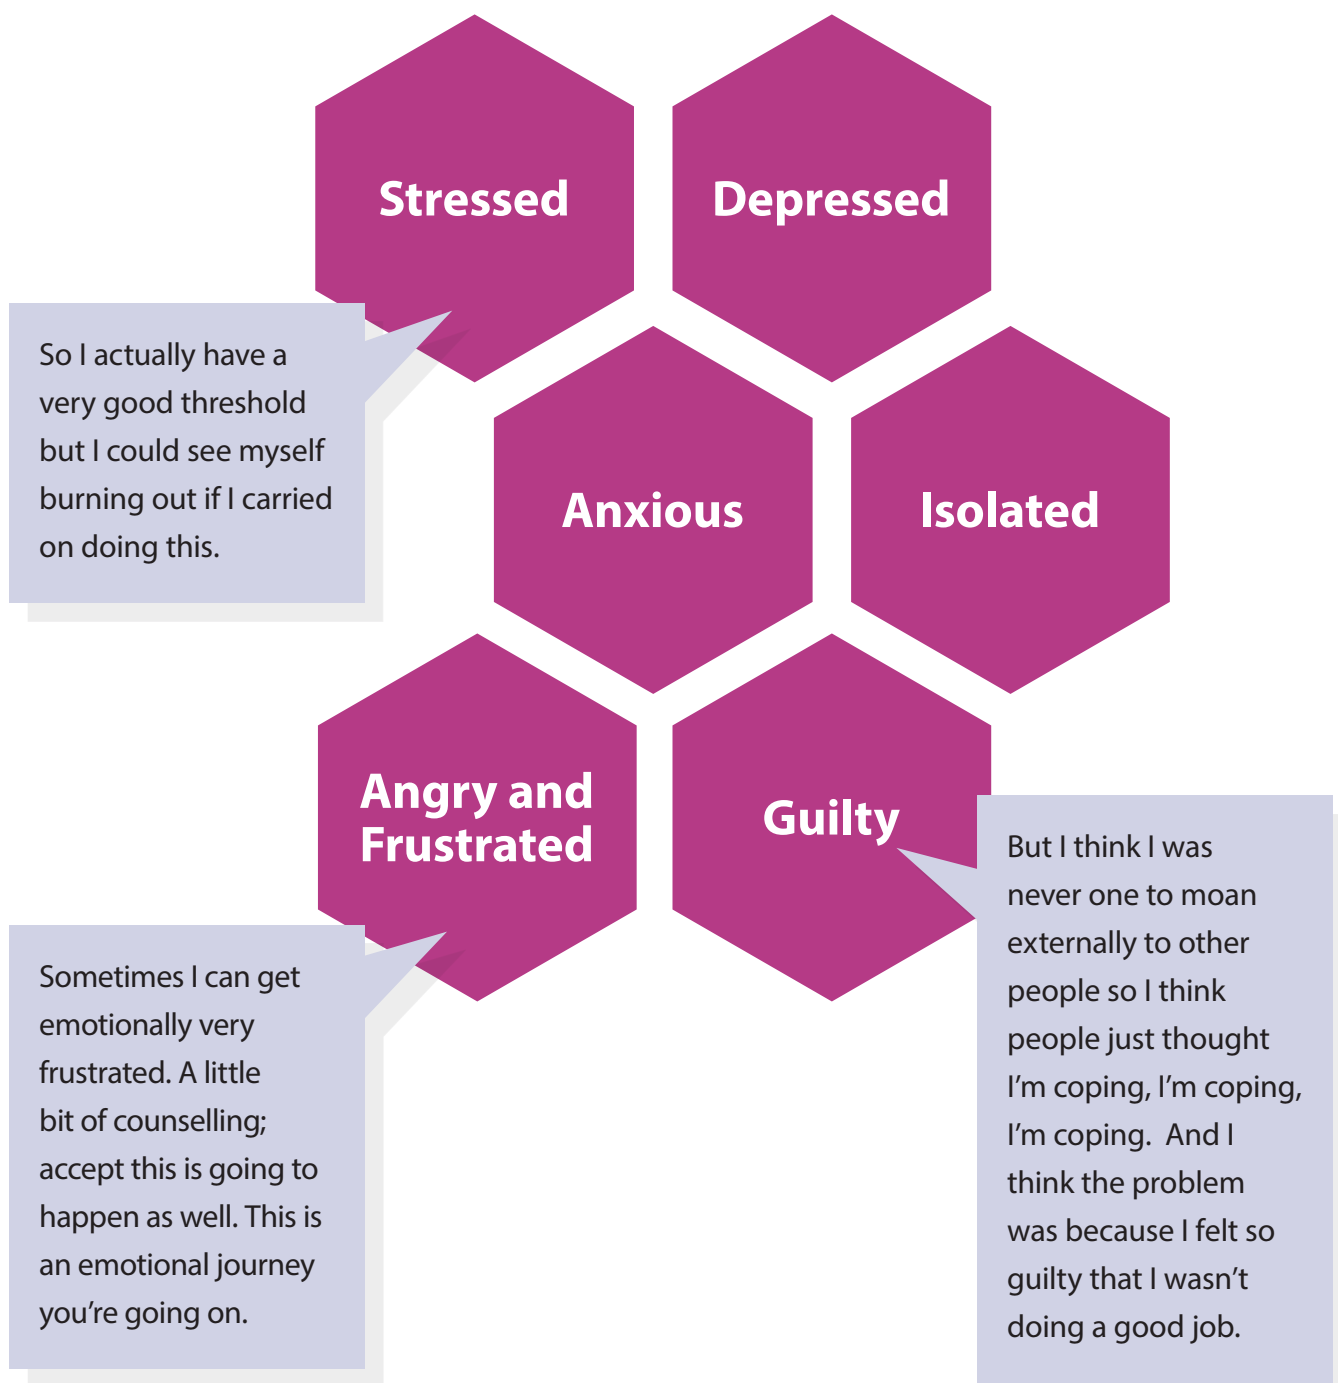 Stressed
Depressed
So I actually have a
very good threshold
but I could see myself
burning out if I carried
on doing this.
Anxious
Isolated
Angry and
Frustrated
Guilty
Sometimes I can get
emotionally very
frustrated. A little
bit of counselling;
accept this is going to
happen as well. This is
an emotional journey
you're going on.
But I think I was
never one to moan
externally to other
people so I think
people just thought
I'm coping, I'm coping,
I'm coping.  And I
think the problem
was because I felt so
guilty that I wasn't
doing a good job.